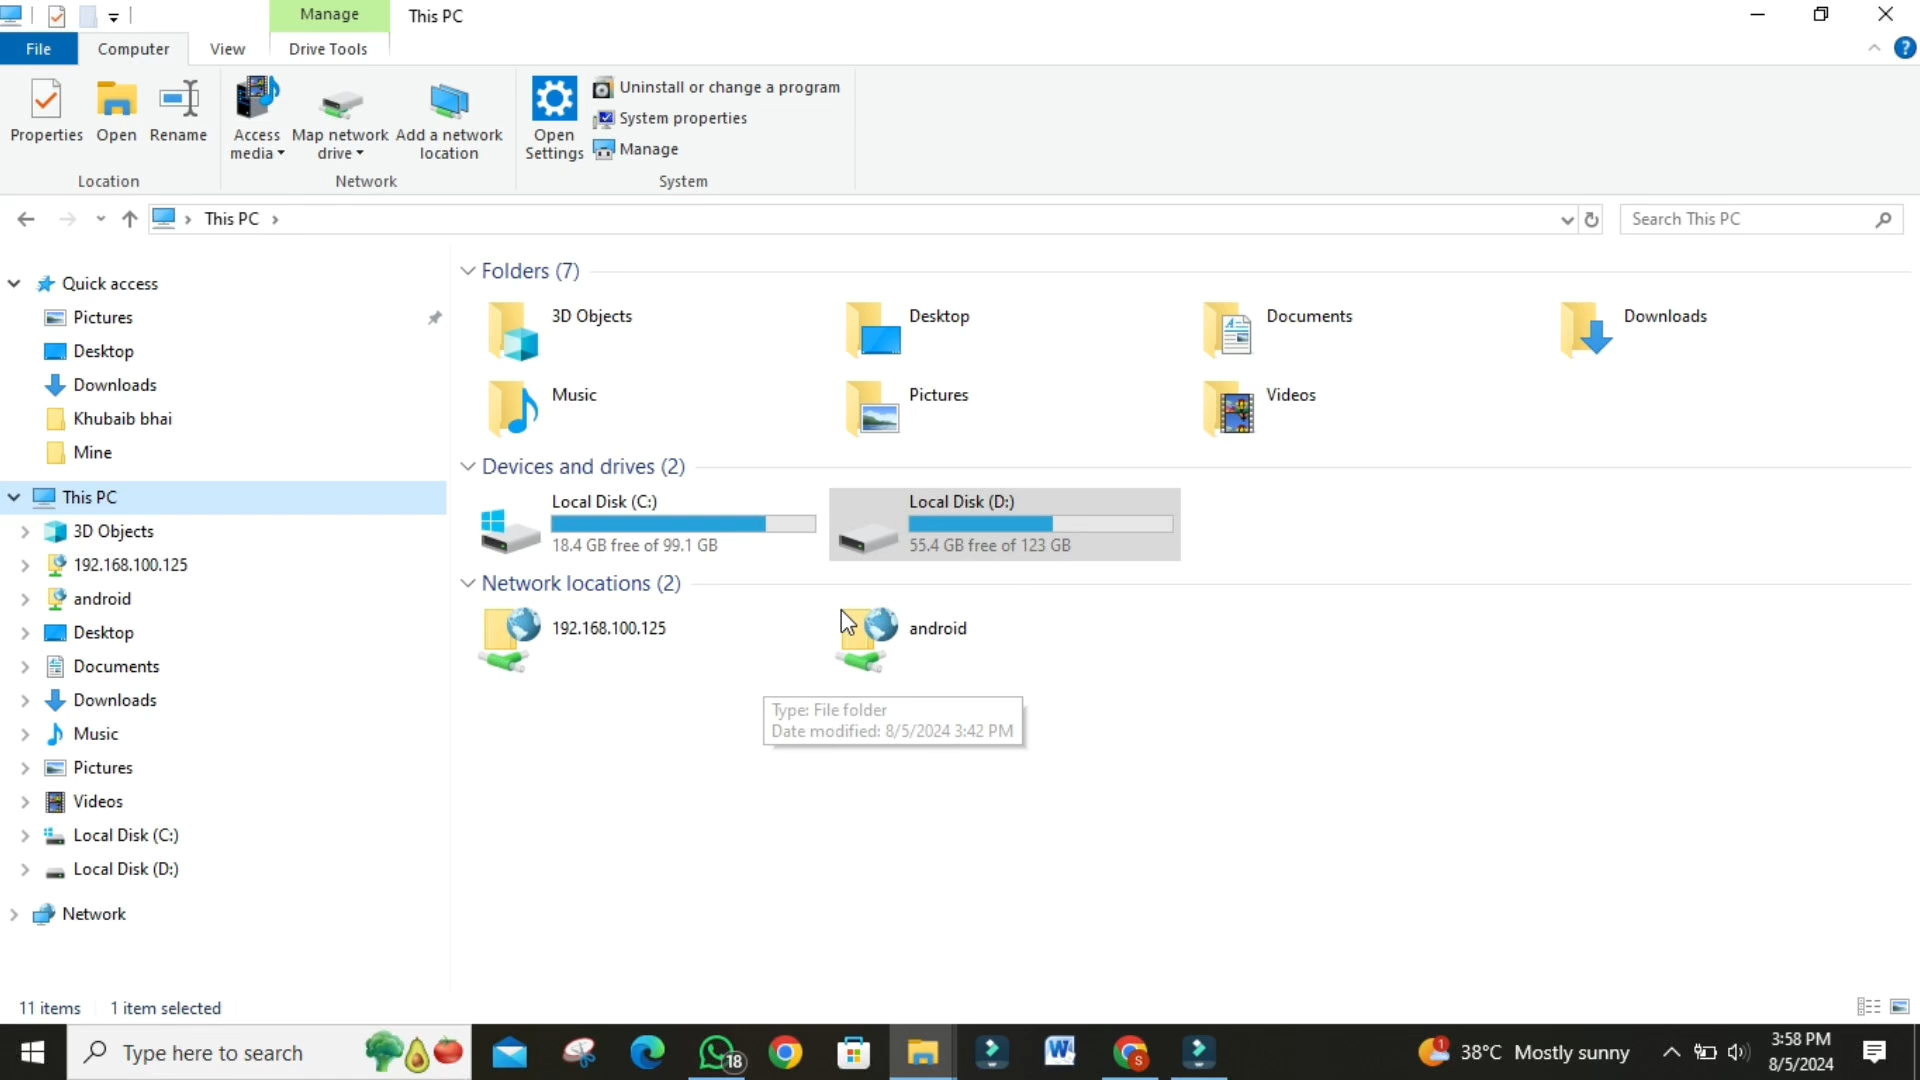 Manage
This PC
File
Computer
View
Drive Tools
Properties
Open
Rename
Access media
Map network drive
Add a network location
Open Settings
Uninstall or change a program
System properties
Manage
Location
Network
System
This PC
Search This PC
Quick access
Pictures
Desktop
Downloads
Khubaib bhai
Mine
This PC
3D Objects
192.168.100.125
android
Desktop
Documents
Downloads
Music
Pictures
Videos
Local Disk (C:)
Local Disk (D:)
Network
Folders (7)
3D Objects
Desktop
Documents
Downloads
Music
Pictures
Videos
Devices and drives (2)
Local Disk (C:)
18.4 GB free of 99.1 GB
Local Disk (D:)
55.4 GB free of 123 GB
Network locations (2)
192.168.100.125
android
Type: File folder
Date modified: 8/5/2024 3:42 PM
11 items
1 item selected
Type here to search
18
S
1
38°C Mostly sunny
3:58 PM
8/5/2024